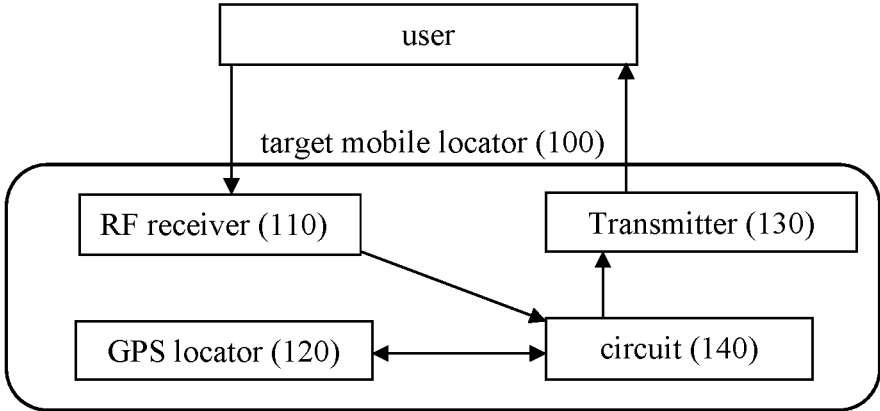 user
target mobile locator (100)
RF receiver (110)
Transmitter (130)
GPS locator (120)
circuit (140)